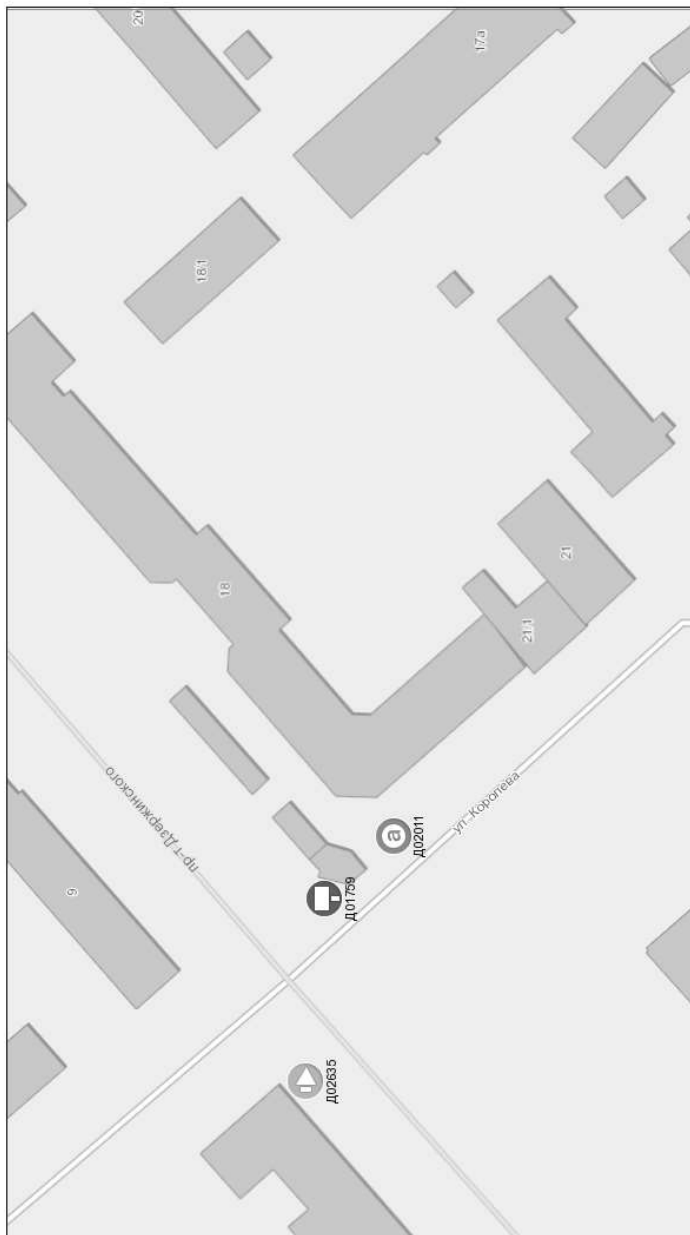 20
17а
18/1
18
21
21/1
9
пр-т Дзержинского
ул. Королева
Д02011
Д01759
Д02635
а